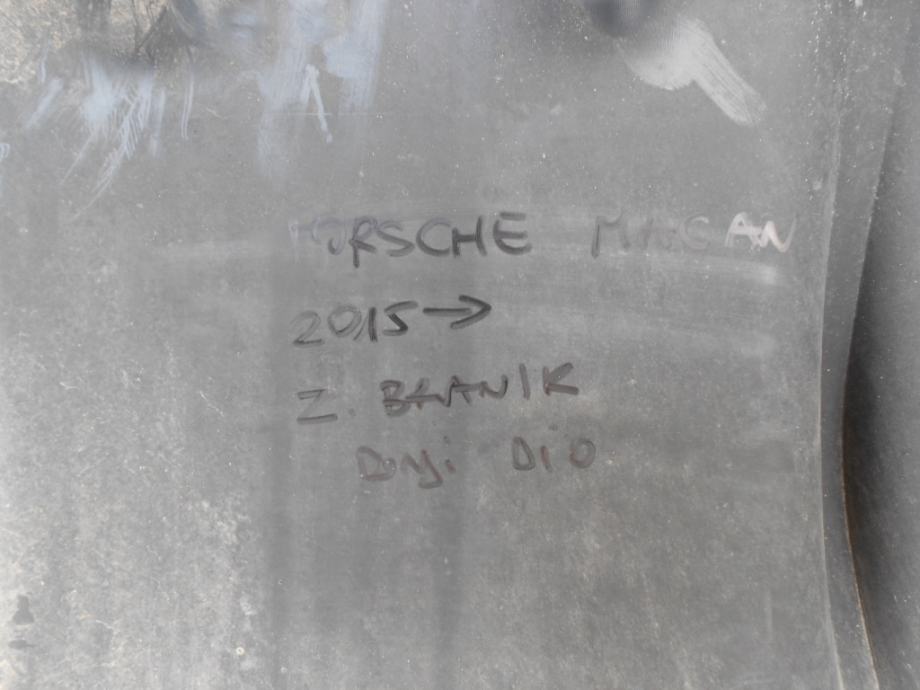 PORSCHE MACAN
2015→
Z. BRANIK
Donji Dio